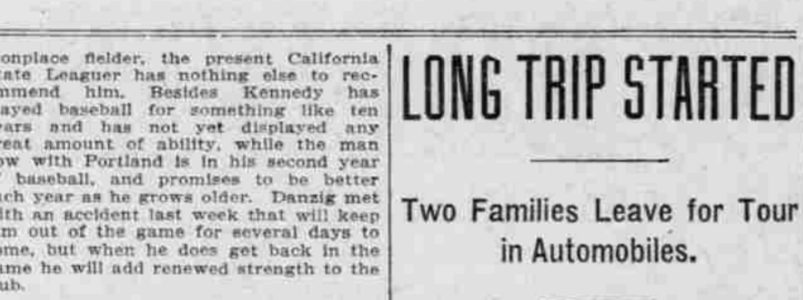 onplace fielder, the present California
tate Leaguer has nothing else to rec-
mmend him. Besides Kennedy has
ayed baseball for something like ten
ears and has not yet displayed any
reat amount of ability, while the man
ow with Portland is in his second year
baseball, and promises to be better
ach year as he grows older. Danzig met
ith an accident last week that will keep
im out of the game for several days to
ome, but when he does get back in the
ame he will add renewed strength to the
lub.
LONG TRIP STARTED
Two Families Leave for Tour
in Automobiles.